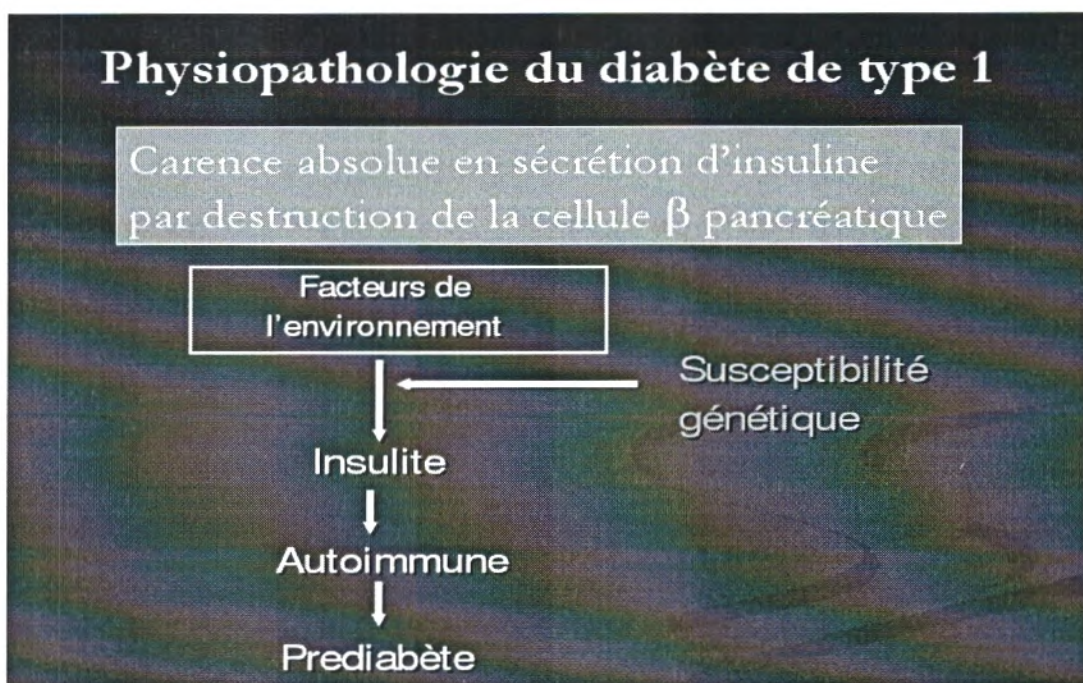 Physiopathologie du diabète de type 1
Carence absolue en sécrétion d'insuline
par destruction de la cellule β pancréatique
Facteurs de
l'environnement
Susceptibilité
génétique
Insulite
Autoimmune
Prediabète